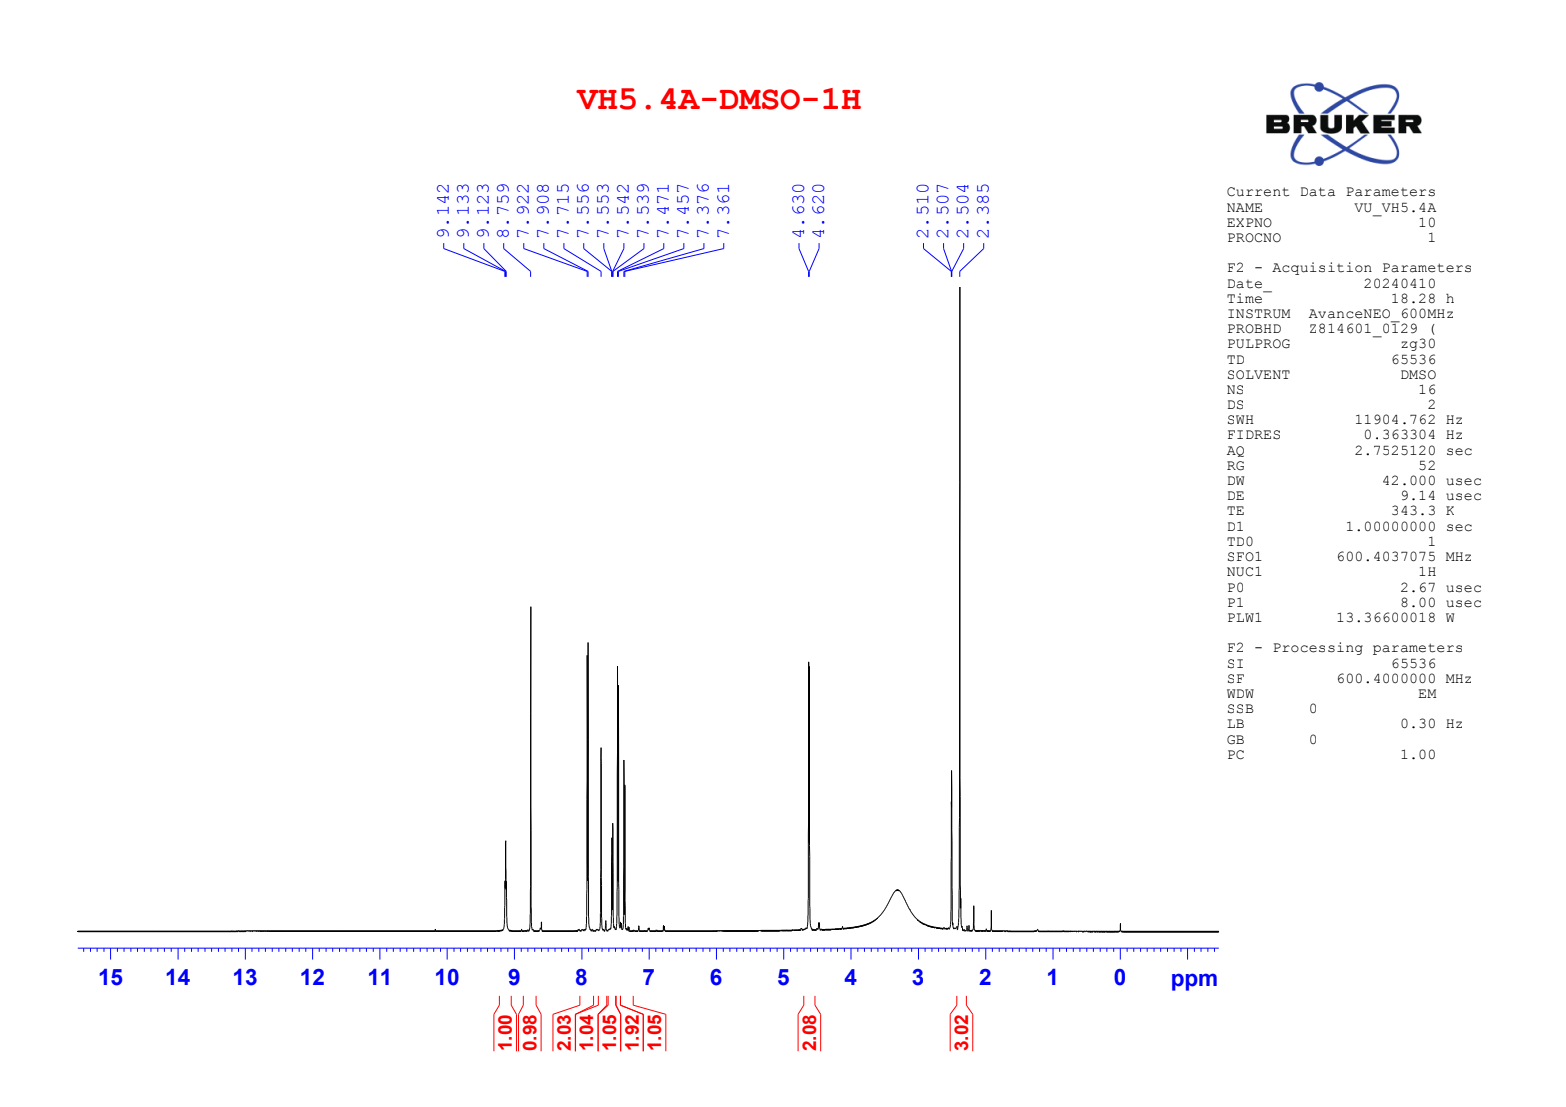 VH5.4A-DMSO-1H
BRUKER
9.142
9.133
9.123
8.759
7.922
7.908
7.715
7.556
7.553
7.542
7.539
7.471
7.457
7.376
7.361
4.630
4.620
2.510
2.507
2.504
2.385
Current Data Parameters
NAME VU_VH5.4A
EXPNO 10
PROCNO 1
F2 - Acquisition Parameters
Date_ 20240410
Time 18.28 h
INSTRUM AvanceNEO_600MHz
PROBHD Z814601_0129 (
PULPROG zg30
TD 65536
SOLVENT DMSO
NS 16
DS 2
SWH 11904.762 Hz
FIDRES 0.363304 Hz
AQ 2.7525120 sec
RG 52
DW 42.000 usec
DE 9.14 usec
TE 343.3 K
D1 1.00000000 sec
TD0 1
SFO1 600.4037075 MHz
NUC1 1H
P0 2.67 usec
P1 8.00 usec
PLW1 13.36600018 W
F2 - Processing parameters
SI 65536
SF 600.4000000 MHz
WDW EM
SSB 0
LB 0.30 Hz
GB 0
PC 1.00
15 14 13 12 11 10 9 8 7 6 5 4 3 2 1 0 ppm
1.00
0.98
2.03
1.04
1.05
1.92
1.05
2.08
3.02